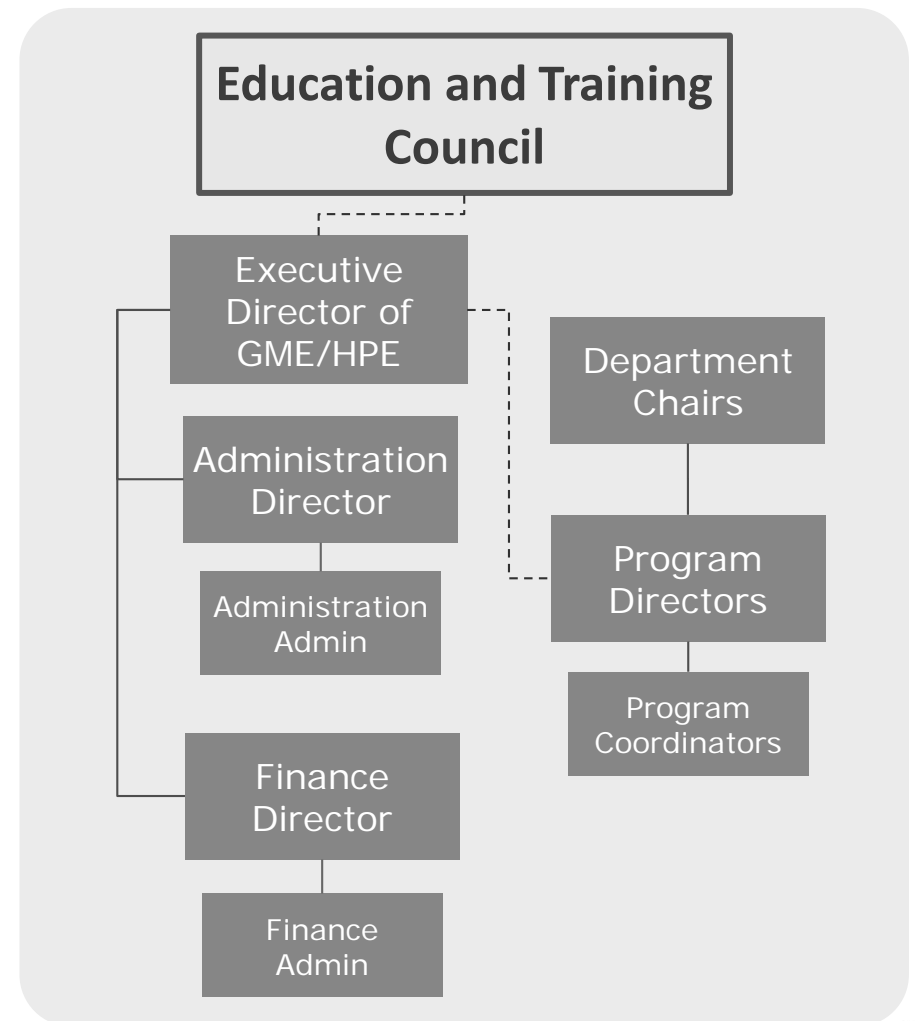 Education and Training
Council
Executive
Director of
GME/HPE
Department
Chairs
Administration
Director
Program
Directors
Administration
Admin
Program
Coordinators
Finance
Director
Finance
Admin